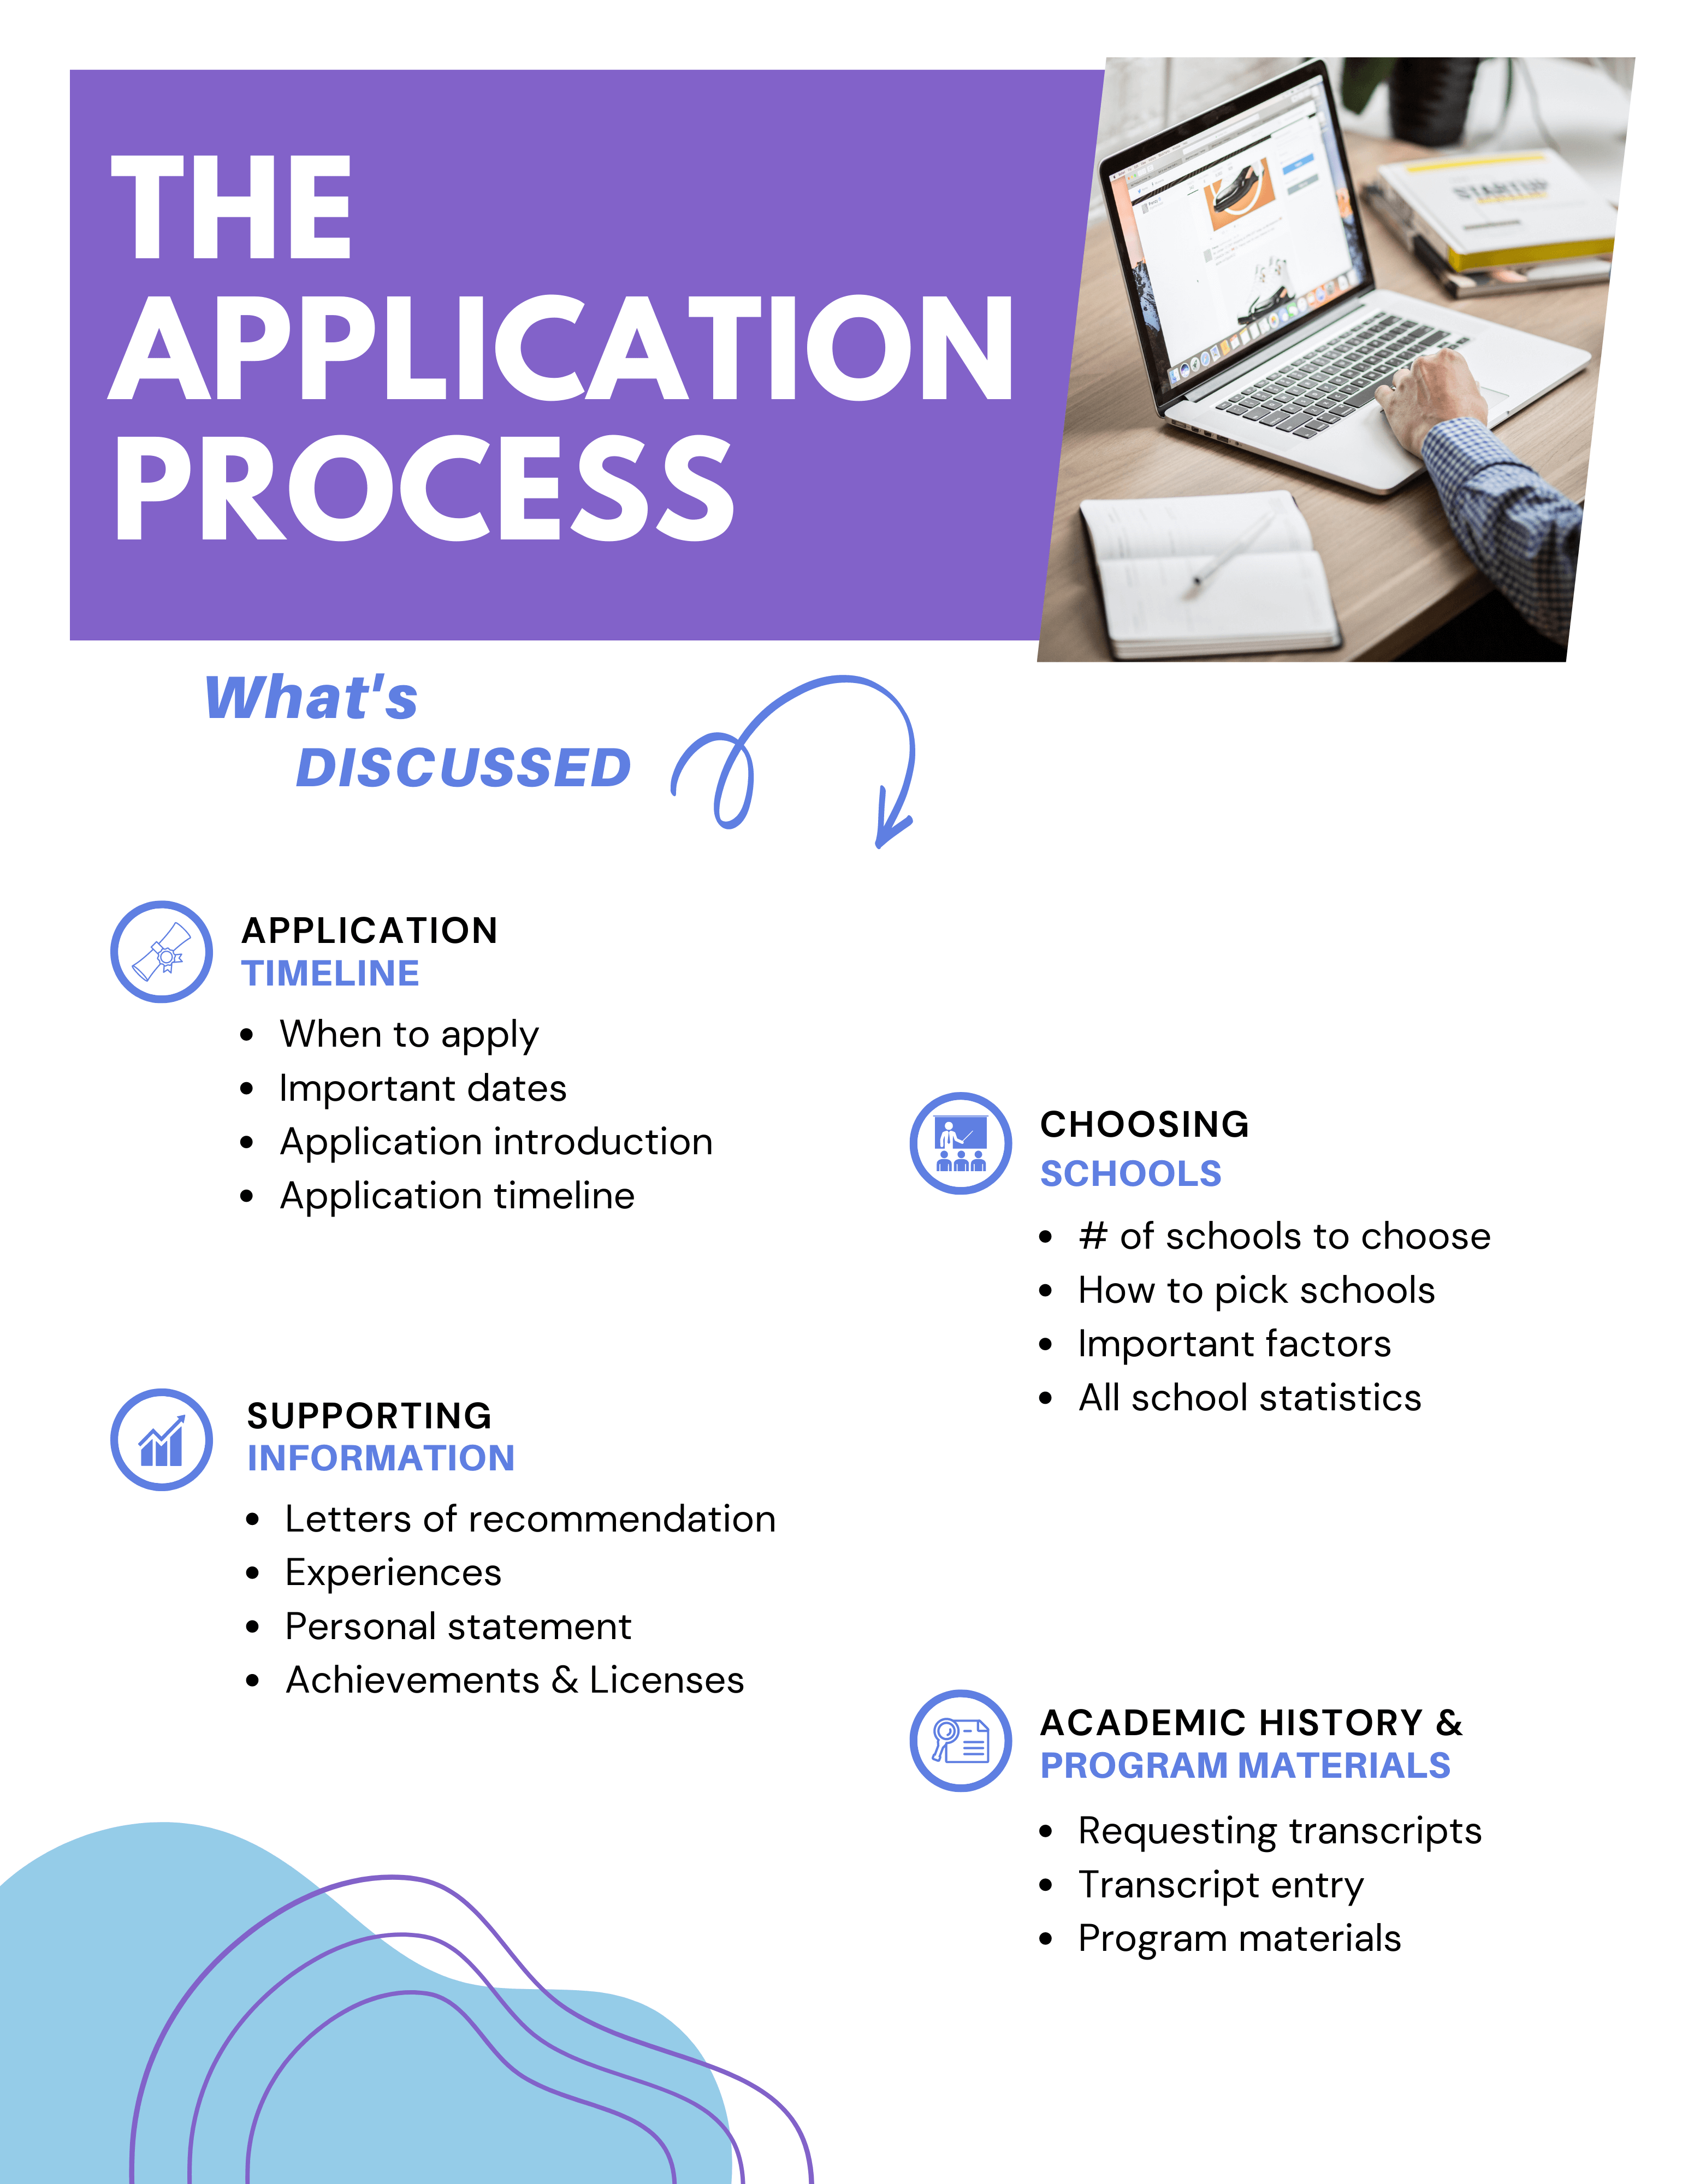 THE
APPLICATION
PROCESS
STARTUP
What's
DISCUSSED
APPLICATION
TIMELINE
• When to apply
• Important dates
• Application introduction
• Application timeline
CHOOSING
SCHOOLS
• # of schools to choose
• How to pick schools
• Important factors
• All school statistics
SUPPORTING
INFORMATION
• Letters of recommendation
• Experiences
• Personal statement
• Achievements & Licenses
ACADEMIC HISTORY &
PROGRAM MATERIALS
• Requesting transcripts
• Transcript entry
• Program materials